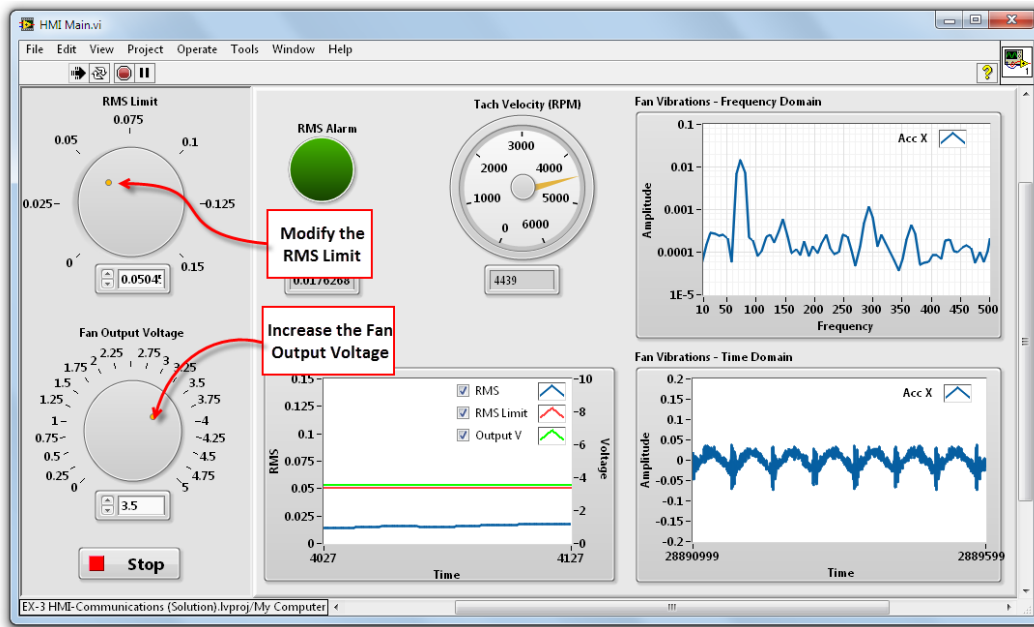 HMI Main.vi
File Edit View Project Operate Tools Window Help
1
RMS Limit
0.075
0.05
0.1
0.025
0.125
0
0.15
0.05045
Modify the
RMS Limit
RMS Alarm
0.0176268
Tach Velocity (RPM)
3000
2000
4000
1000
5000
0
6000
4439
Fan Vibrations - Frequency Domain
Acc X
0.1
0.01
0.001
0.0001
1E-5
Amplitude
10 50 100 150 200 250 300 350 400 450 500
Frequency
Fan Output Voltage
2.25 2.75
2 3
1.75 3.25
1.5 3.5
1.25 3.75
1 4
0.75 4.25
0.5 4.5
0.25 4.75
0 5
3.5
Increase the Fan
Output Voltage
Stop
0.15
0.125
0.1
0.075
0.05
0.025
0
RMS
RMS
RMS Limit
Output V
10
8
6
4
2
0
Voltage
4027 4127
Time
Fan Vibrations - Time Domain
Acc X
0.2
0.15
0.1
0.05
0
-0.05
-0.1
-0.15
-0.2
Amplitude
28890999 2889599
Time
EX-3 HMI-Communications (Solution).lvproj/My Computer